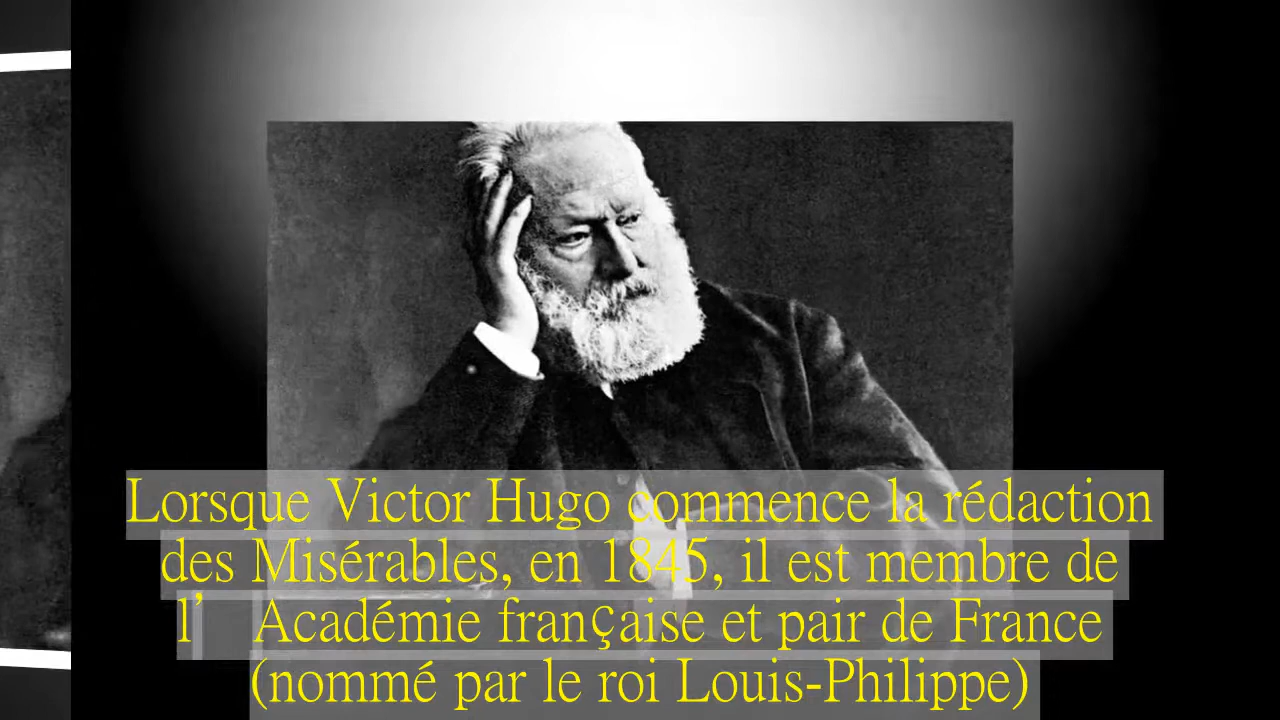 Lorsque Victor Hugo commence la rédaction
des Misérables, en 1845, il est membre de
l’ Académie française et pair de France
(nommé par le roi Louis-Philippe)